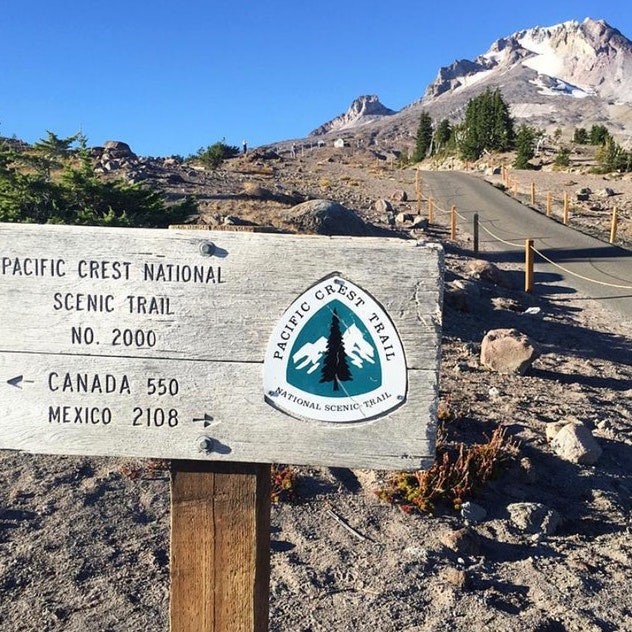 PACIFIC CREST NATIONAL
SCENIC TRAIL
NO. 2000
← CANADA 550
MEXICO 2108 →
PACIFIC CREST TRAIL
NATIONAL SCENIC TRAIL